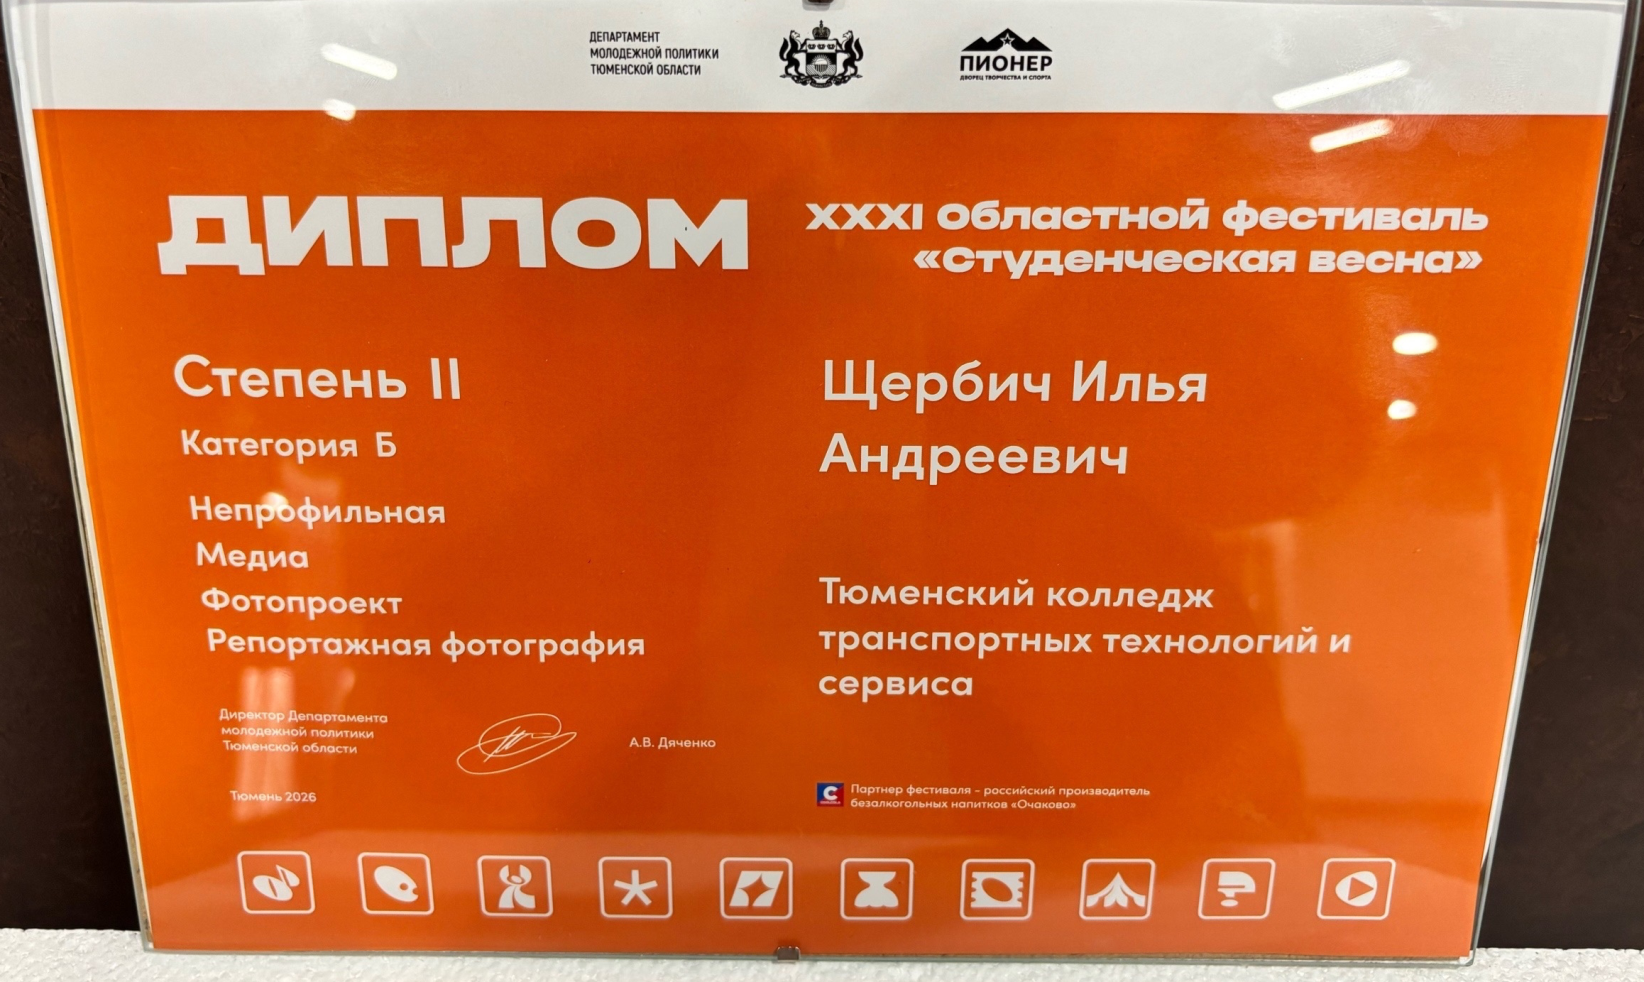 ДЕПАРТАМЕНТ
МОЛОДЕЖНОЙ ПОЛИТИКИ
ТЮМЕНСКОЙ ОБЛАСТИ
ПИОНЕР
ДВОРЕЦ ТВОРЧЕСТВА И СПОРТА
ДИПЛОМ
XXXI Областной фестиваль
«Студенческая весна»
Степень II
Категория Б
Непрофильная
Медиа
Фотопроект
Репортажная фотография
Щербич Илья
Андреевич
Тюменский колледж
транспортных технологий и
сервиса
Директор Департамента
молодежной политики
Тюменской области
А.В. Дяченко
Тюмень 2026
Партнер фестиваля - российский производитель
безалкогольных напитков «Очаково»